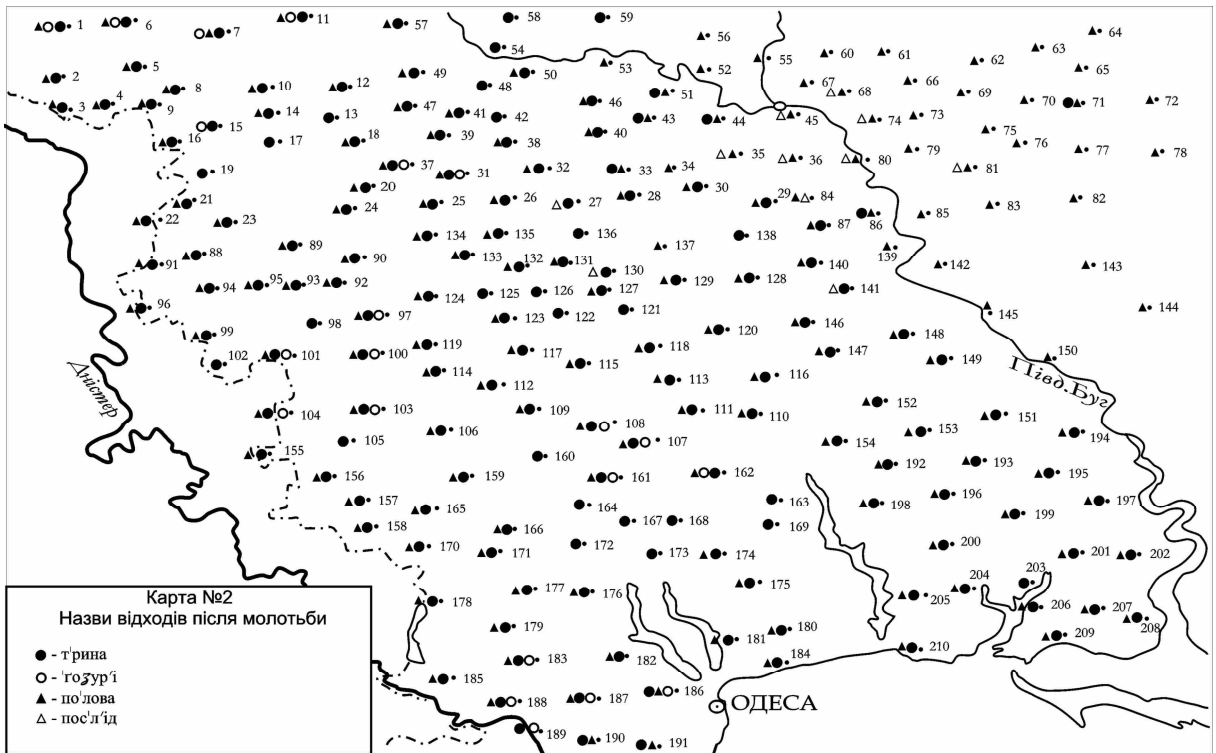 1 6 7 11 57 58 59
54 56 55 60 61 62 63 64
2 5 8 10 12 49 48 50 53 52 67 68 66 69 65
3 4 9 14 13 47 41 42 46 51 43 44 45 74 73 70 71 72
15 16 17 18 39 38 40 35 36 80 79 75 76 77 78
19 37 31 32 33 34 81
20 21 24 25 26 27 28 30 29 84 83 82
22 23 134 135 136 137 138 87 86 85
88 89 90 133 132 131 130 140 139 142 143
91 94 95 93 92 125 126 127 129 128 141
96 97 98 124 123 122 121 146 145 144
99 102 101 100 119 117 118 120 147 148 150
Дністер
Півд.Буг
114 112 115 113 116 149
104 103 109 108 111 110 152 151
105 106 107 154 153 194
155 160 162 192 193 195
156 159 161 163 198 196 197
157 165 164 167 168 169 199
158 166 172 200
170 171 173 174 201 202
177 176 175 204 203
178 205 206 207
179 180 209 208
183 182 181 184 210
185 188 187 186
189 190 191
ОДЕСА
Карта №2
Назви відходів після молотьби
- тˈрина
- ˈгоӡурˊі
- поˈлова
- посˈлˊід